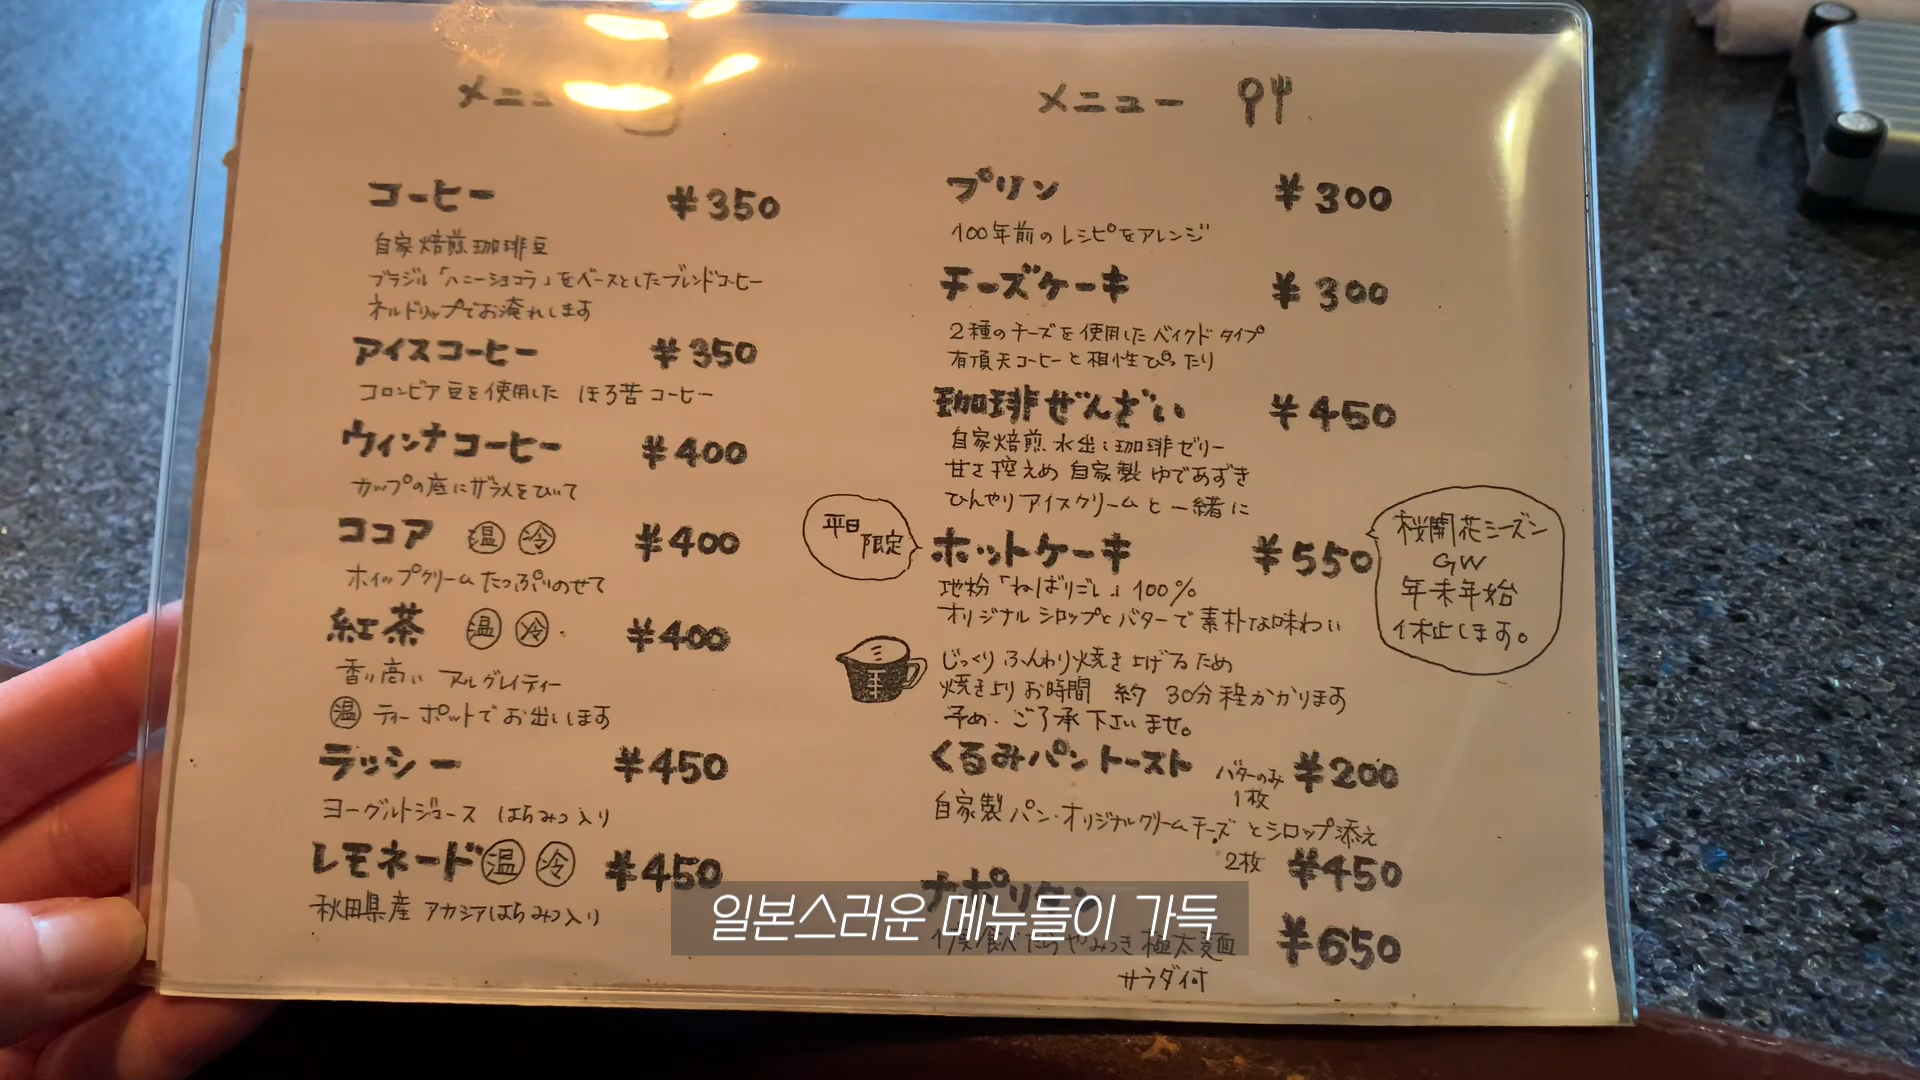 メニュー
コーヒー ¥350
自家焙煎珈琲豆
ブラジル「ハニーショコラ」をベースとしたブレンドコーヒー
ネルドリップでお淹れします
アイスコーヒー ¥350
コロンビア豆を使用した ほろ苦コーヒー
ウィンナコーヒー ¥400
カップの底にザラメをひいて
ココア 温 冷 ¥400
ホイップクリームたっぷりのせて
紅茶 温 冷 ¥400
香り高い アールグレイティー
温 ティーポットでお出しします
ラッシー ¥450
ヨーグルトジュース はちみつ入り
レモネード 温 冷 ¥450
秋田県産 アカシアはちみつ入り
メニュー
プリン ¥300
100年前のレシピをアレンジ
チーズケーキ ¥300
2種のチーズを使用したベイクドタイプ
有頂天コーヒーと相性ぴったり
珈琲ぜんざい ¥450
自家焙煎水出し珈琲ゼリー
甘さ控えめ 自家製ゆであずき
ひんやりアイスクリームと一緒に
平日
限定
ホットケーキ ¥550
地粉「ねばりごし」100%
オリジナルシロップとバターで素朴な味わい
じっくりふんわり焼き上げるため
焼き上りお時間 約 30分程かかります
予め、ご了承下さいませ。
桜開花シーズン
GW
年末年始
休止します。
くるみパントースト バターのみ 1枚 ¥200
自家製パン・オリジナルクリームチーズとシロップ添え
2枚 ¥450
ナポリタン ¥650
極太麺
サラダ付
일본스러운 메뉴들이 가득